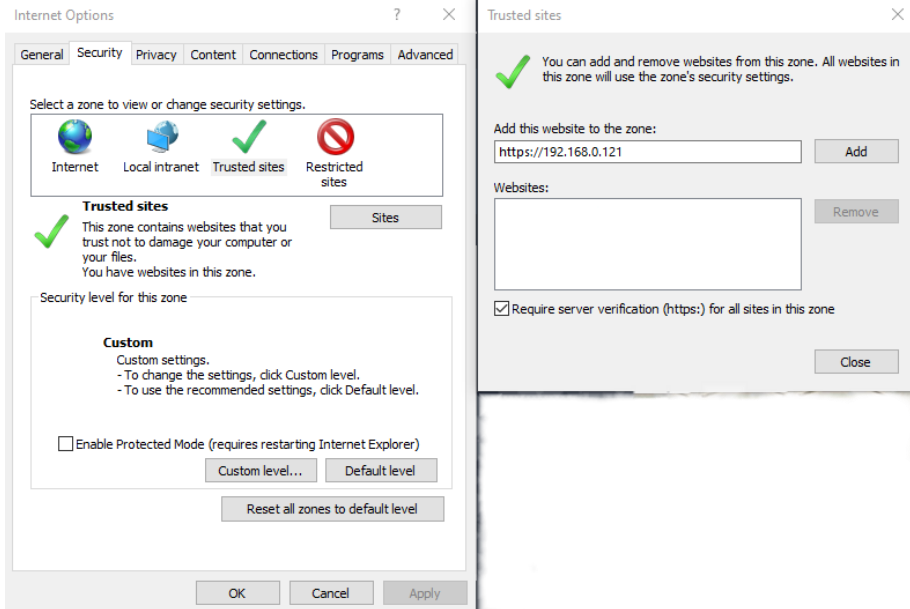 Internet Options
?
General Security Privacy Content Connections Programs Advanced
Select a zone to view or change security settings.
Internet
Local intranet
Trusted sites
Restricted
sites
Trusted sites
This zone contains websites that you
trust not to damage your computer or
your files.
You have websites in this zone.
Sites
Security level for this zone
Custom
Custom settings.
- To change the settings, click Custom level.
- To use the recommended settings, click Default level.
Enable Protected Mode (requires restarting Internet Explorer)
Custom level...
Default level
Reset all zones to default level
OK
Cancel
Apply
Trusted sites
You can add and remove websites from this zone. All websites in
this zone will use the zone's security settings.
Add this website to the zone:
https://192.168.0.121
Add
Websites:
Remove
Require server verification (https:) for all sites in this zone
Close